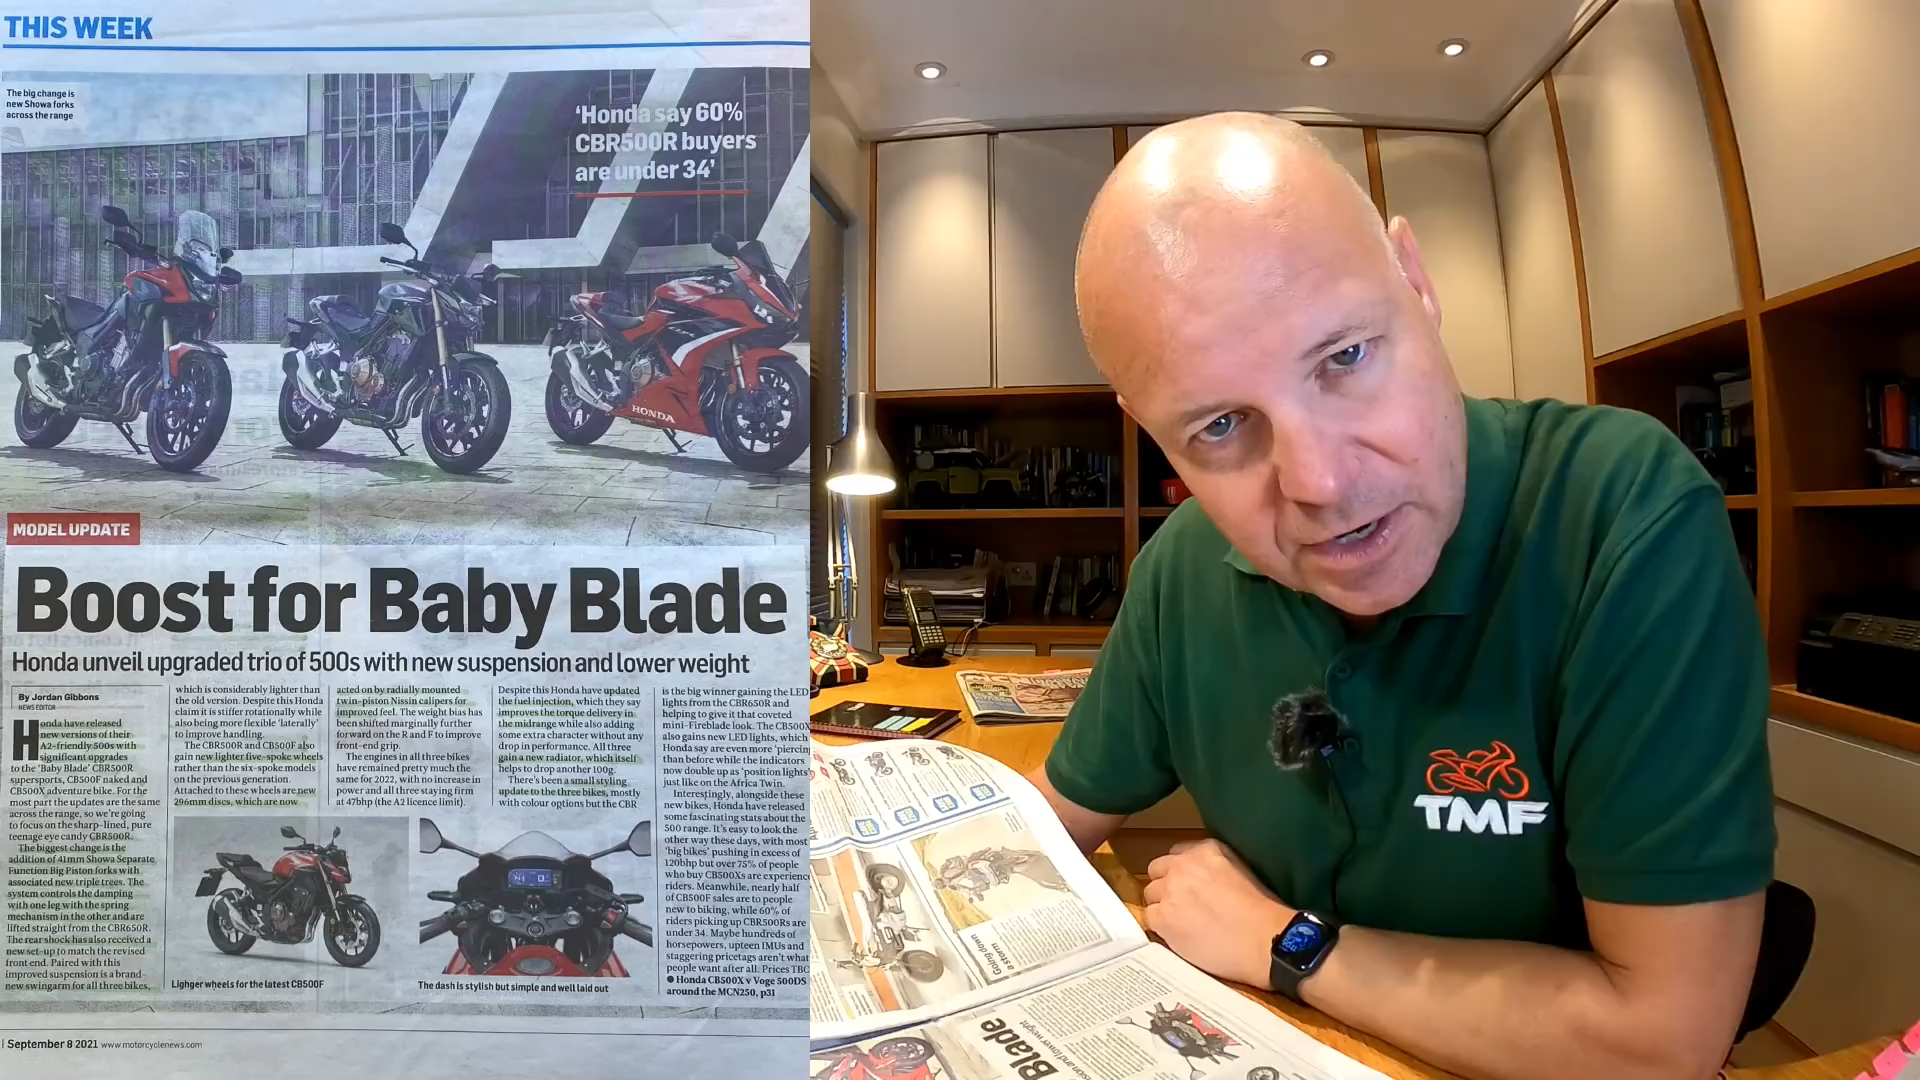 THIS WEEK
The big change is
new Showa forks
across the range
‘Honda say 60%
CBR500R buyers
are under 34’
HONDA
MODEL UPDATE
Boost for Baby Blade
Honda unveil upgraded trio of 500s with new suspension and lower weight
By Jordan Gibbons
NEWS EDITOR
Honda have released
new versions of their
A2-friendly 500s with
significant upgrades
to the ‘Baby Blade’ CBR500R
supersports, CB500F naked and
CB500X adventure bike. For the
most part the updates are the same
across the range, so we're going
to focus on the sharp-lined, pure
teenage eye candy CBR500R.
The biggest change is the
addition of 41mm Showa Separate
Function Big Piston forks with
associated new triple trees. The
system controls the damping
with one leg with the spring
mechanism in the other and are
lifted straight from the CBR650R.
The rear shock has also received a
new set-up to match the revised
front end. Paired with this
improved suspension is a brand-
new swingarm for all three bikes,
which is considerably lighter than
the old version. Despite this Honda
claim it is stiffer rotationally while
also being more flexible ‘laterally’
to improve handling.
The CBR500R and CB500F also
gain new lighter five-spoke wheels
rather than the six-spoke models
on the previous generation.
Attached to these wheels are new
296mm discs, which are now
acted on by radially mounted
twin-piston Nissin calipers for
improved feel. The weight bias has
been shifted marginally further
forward on the R and F to improve
front-end grip.
The engines in all three bikes
have remained pretty much the
same for 2022, with no increase in
power and all three staying firm
at 47bhp (the A2 licence limit).
Despite this Honda have updated
the fuel injection, which they say
improves the torque delivery in
the midrange while also adding
some extra character without any
drop in performance. All three
gain a new radiator, which itself
helps to drop another 100g.
There's been a small styling
update to the three bikes, mostly
with colour options but the CBR
is the big winner gaining the LED
lights from the CBR650R and
helping to give it that coveted
mini-Fireblade look. The CB500X
also gains new LED lights, which
Honda say are even more ‘piercing
than before while the indicators
now double up as ‘position lights’
just like on the Africa Twin.
Interestingly, alongside these
new bikes, Honda have released
some fascinating stats about the
500 range. It's easy to look the
other way these days, with most
‘big bikes’ pushing in excess of
120bhp but over 75% of people
who buy CB500Xs are experience
riders. Meanwhile, nearly half
of CB500F sales are to people
new to biking, while 60% of
riders picking up CBR500Rs are
under 34. Maybe hundreds of
horsepowers, upteen IMUs and
staggering pricetags aren't what
people want after all. Prices TBC
● Honda CB500X v Voge 500DS
around the MCN250, p31
Lighger wheels for the latest CB500F
The dash is stylish but simple and well laid out
September 8 2021 www.motorcyclenews.com
TMF
Going down
a storm
Blade